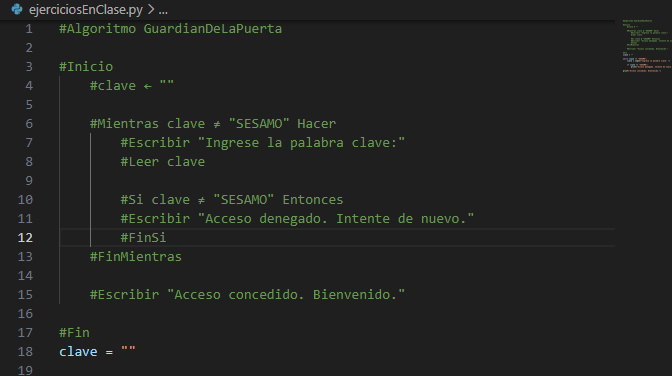 ejerciciosEnClase.py > ...
1 #Algoritmo GuardianDeLaPuerta
2
3 #Inicio
4 #clave ← ""
5
6 #Mientras clave ≠ "SESAMO" Hacer
7 #Escribir "Ingrese la palabra clave:"
8 #Leer clave
9
10 #Si clave ≠ "SESAMO" Entonces
11 #Escribir "Acceso denegado. Intente de nuevo."
12 #FinSi
13 #FinMientras
14
15 #Escribir "Acceso concedido. Bienvenido."
16
17 #Fin
18 clave = ""
19